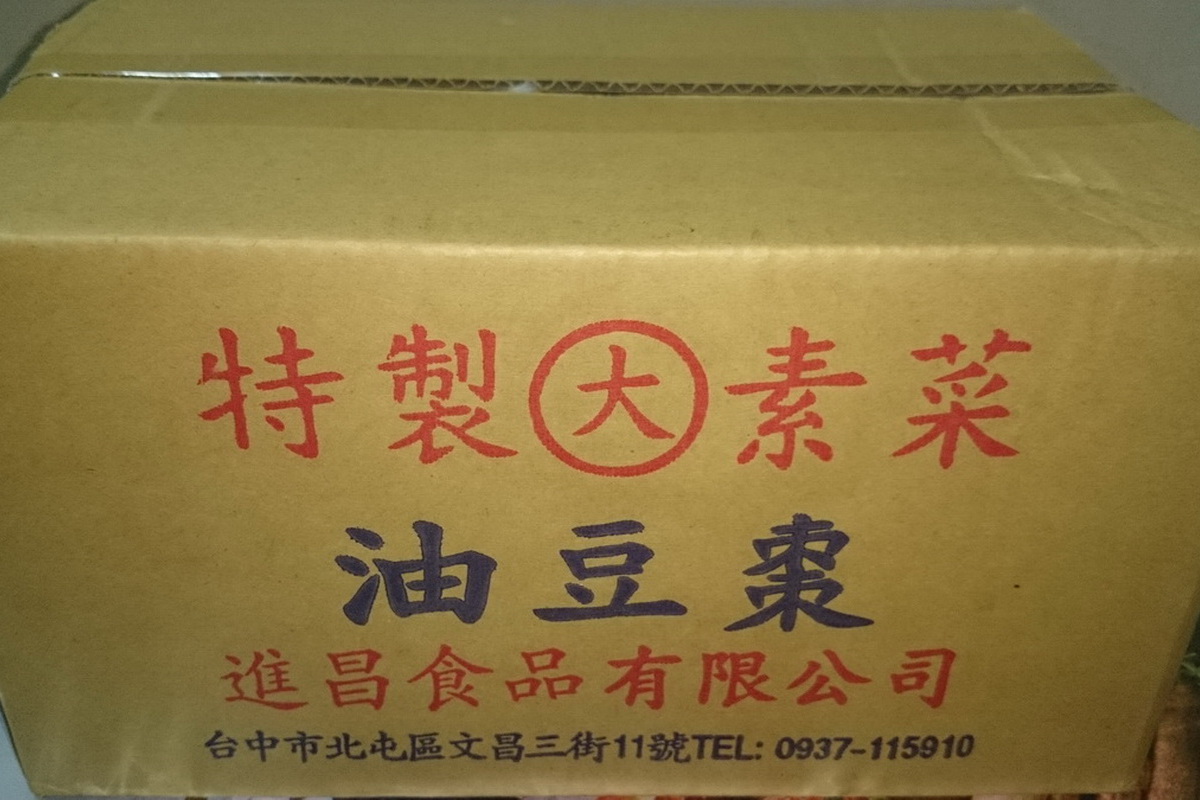 特製大素菜
油豆棗
進昌食品有限公司
台中市北屯區文昌三街11號TEL: 0937-115910